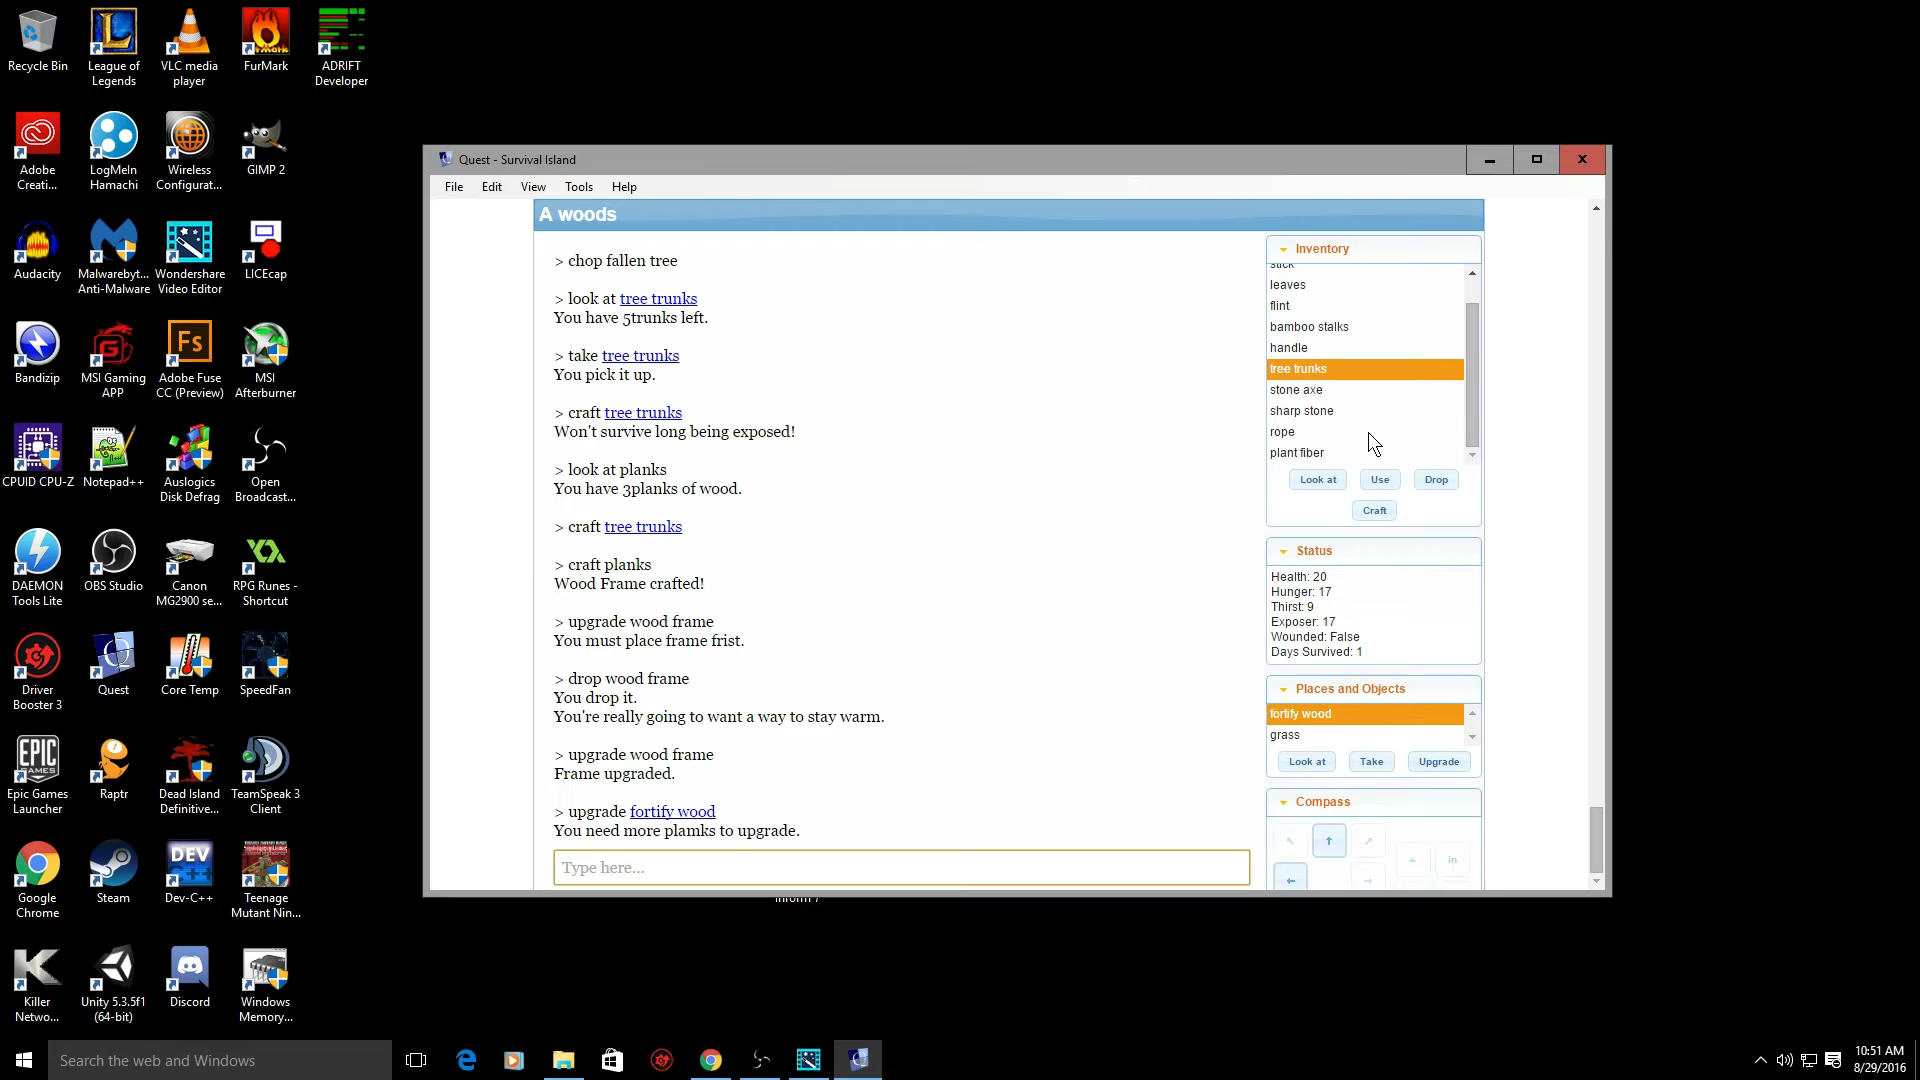 Recycle Bin
League of
Legends
VLC media
player
FurMark
ADRIFT
Developer
Adobe
Creati...
LogMeIn
Hamachi
Wireless
Configurat...
GIMP 2
Audacity
Malwarebyt...
Anti-Malware
Wondershare
Video Editor
LICEcap
Bandizip
MSI Gaming
APP
Fs
Adobe Fuse
CC (Preview)
MSI
Afterburner
CPUID CPU-Z
Notepad++
Auslogics
Disk Defrag
Open
Broadcast...
DAEMON
Tools Lite
OBS Studio
Canon
MG2900 se...
RPG Runes -
Shortcut
Driver
Booster 3
Quest
Core Temp
SpeedFan
EPIC
GAMES
Epic Games
Launcher
Raptr
Dead Island
Definitive...
TeamSpeak 3
Client
Google
Chrome
Steam
DEV
C++
Dev-C++
Teenage
Mutant Nin...
Killer
Netwo...
Unity 5.3.5f1
(64-bit)
Discord
Windows
Memory...
Quest - Survival Island
File Edit View Tools Help
A woods
> chop fallen tree
> look at tree trunks
You have 5trunks left.
> take tree trunks
You pick it up.
> craft tree trunks
Won't survive long being exposed!
> look at planks
You have 3planks of wood.
> craft tree trunks
> craft planks
Wood Frame crafted!
> upgrade wood frame
You must place frame frist.
> drop wood frame
You drop it.
You're really going to want a way to stay warm.
> upgrade wood frame
Frame upgraded.
> upgrade fortify wood
You need more plamks to upgrade.
Type here...
Inventory
stick
leaves
flint
bamboo stalks
handle
tree trunks
stone axe
sharp stone
rope
plant fiber
Look at Use Drop
Craft
Status
Health: 20
Hunger: 17
Thirst: 9
Exposer: 17
Wounded: False
Days Survived: 1
Places and Objects
fortify wood
grass
Look at Take Upgrade
Compass
in
Inform 7
Search the web and Windows
10:51 AM
8/29/2016